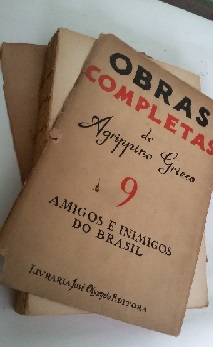 OBRAS
COMPLETAS
de
Agrippino Grieco
9
AMIGOS E INIMIGOS
DO BRASIL
LIVRARIA José Olympio EDITORA